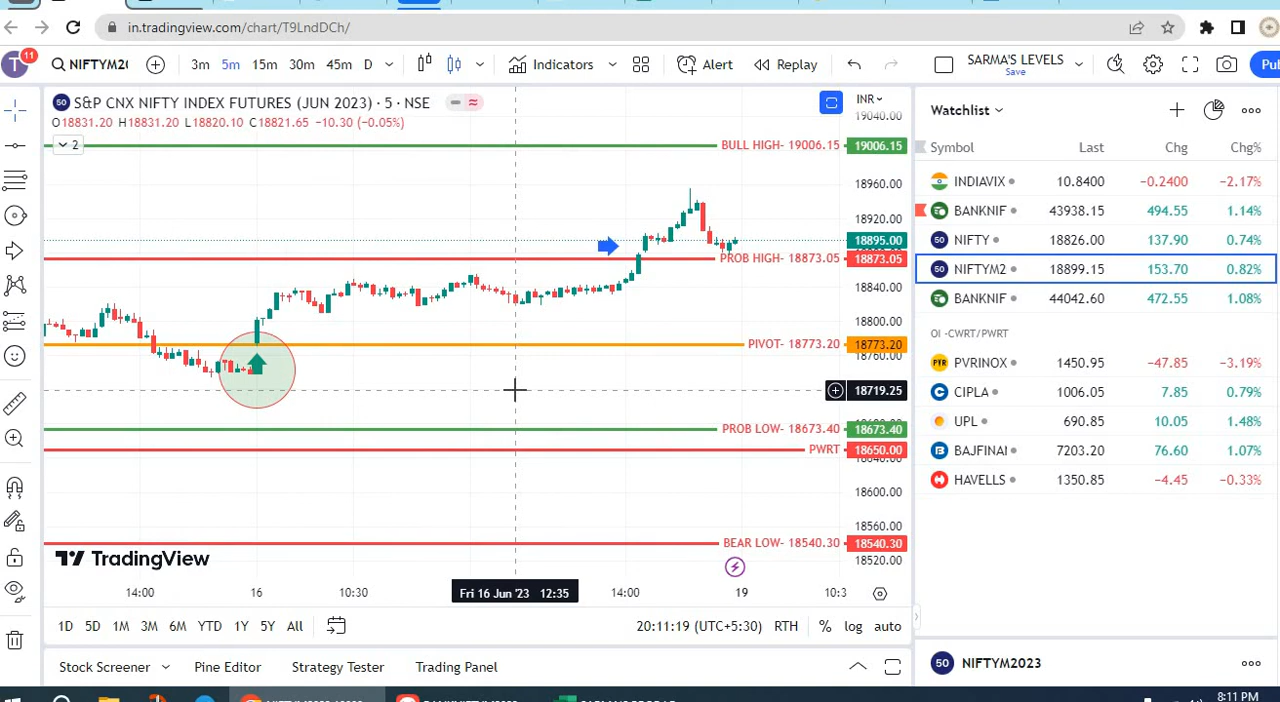 in.tradingview.com/chart/T9LndDCh/
T 11 NIFTYM20 3m 5m 15m 30m 45m D Indicators Alert Replay SARMA'S LEVELS Save Pub
50 S&P CNX NIFTY INDEX FUTURES (JUN 2023) · 5 · NSE INR
O18831.20 H18831.20 L18820.10 C18821.65 −10.30 (−0.05%)
2
19040.00
BULL HIGH- 19006.15 19006.15
18960.00
18920.00
18895.00
PROB HIGH- 18873.05 18873.05
18840.00
18800.00
PIVOT- 18773.20 18773.20
18760.00
18719.25
PROB LOW- 18673.40 18673.40
PWRT 18650.00
18640.00
18600.00
18560.00
BEAR LOW- 18540.30 18540.30
18520.00
TradingView
14:00 16 10:30 Fri 16 Jun '23 12:35 14:00 19 10:3
1D 5D 1M 3M 6M YTD 1Y 5Y All 20:11:19 (UTC+5:30) RTH % log auto
Stock Screener Pine Editor Strategy Tester Trading Panel
Watchlist
Symbol Last Chg Chg%
INDIAVIX 10.8400 −0.2400 −2.17%
BANKNIF 43938.15 494.55 1.14%
50 NIFTY 18826.00 137.90 0.74%
50 NIFTYM2 18899.15 153.70 0.82%
BANKNIF 44042.60 472.55 1.08%
OI -CWRT/PWRT
PVR PVRINOX 1450.95 −47.85 −3.19%
CIPLA 1006.05 7.85 0.79%
UPL 690.85 10.05 1.48%
BAJFINAI 7203.20 76.60 1.07%
HAVELLS 1350.85 −4.45 −0.33%
50 NIFTYM2023
8:11 PM